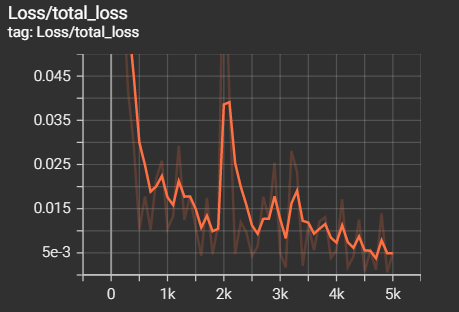 Loss/total_loss
tag: Loss/total_loss
0.045
0.035
0.025
0.015
5e-3
0 1k 2k 3k 4k 5k